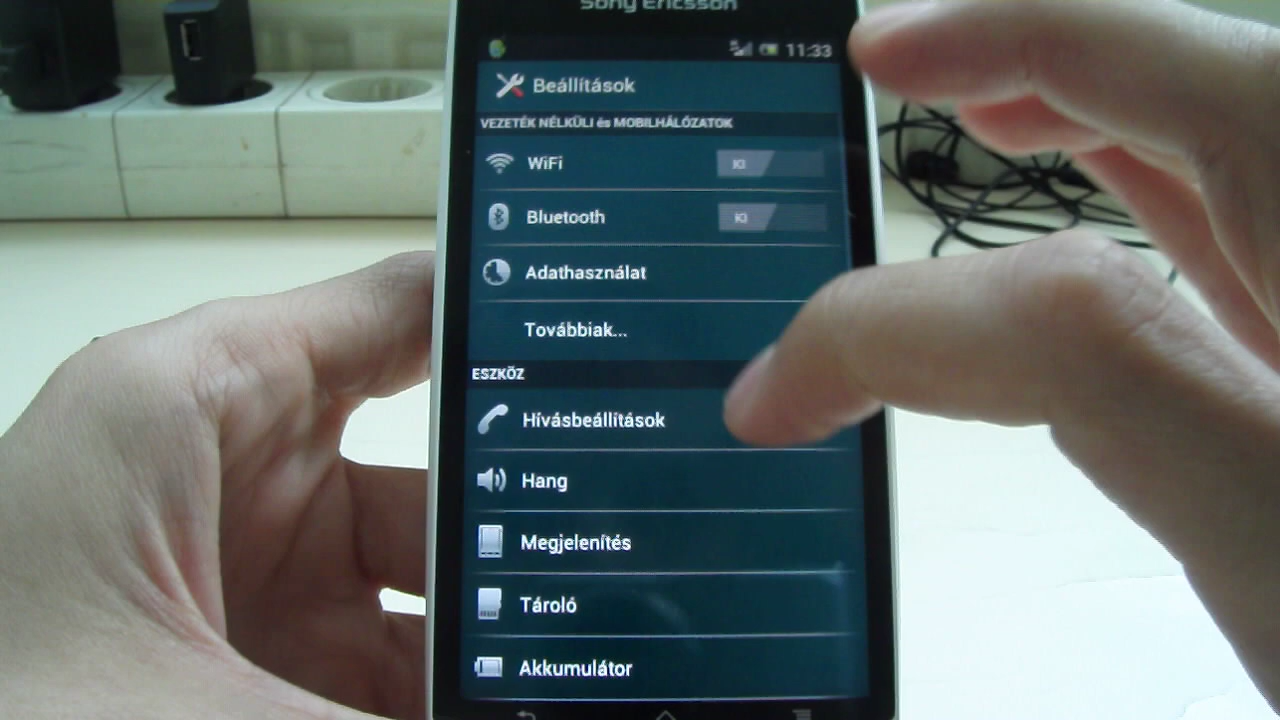 Sony Ericsson
11:33
Beállítások
VEZETÉK NÉLKÜLI és MOBILHÁLÓZATOK
WiFi
KI
Bluetooth
KI
Adathasználat
Továbbiak...
ESZKÖZ
Hívásbeállítások
Hang
Megjelenítés
Tároló
Akkumulátor